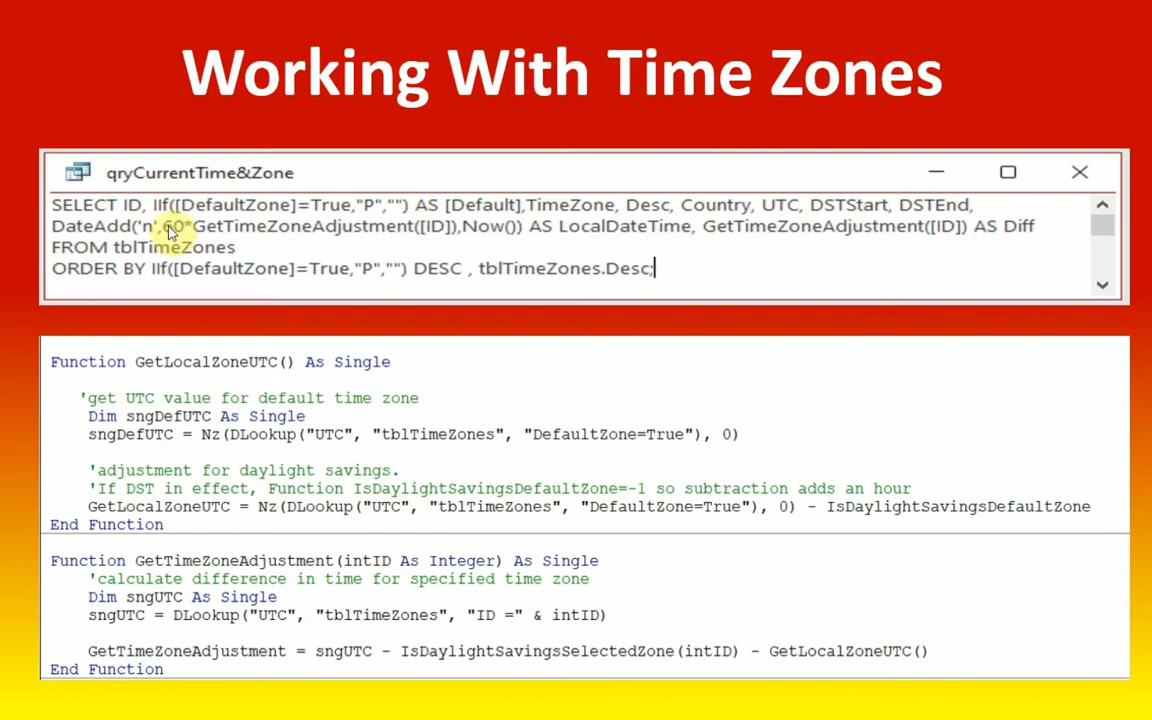 Working With Time Zones
qryCurrentTime&Zone
SELECT ID, IIf([DefaultZone]=True,"P","") AS [Default],TimeZone, Desc, Country, UTC, DSTStart, DSTEnd,
DateAdd('n',60*GetTimeZoneAdjustment([ID]),Now()) AS LocalDateTime, GetTimeZoneAdjustment([ID]) AS Diff
FROM tblTimeZones
ORDER BY IIf([DefaultZone]=True,"P","") DESC , tblTimeZones.Desc;
Function GetLocalZoneUTC() As Single
'get UTC value for default time zone
Dim sngDefUTC As Single
sngDefUTC = Nz(DLookup("UTC", "tblTimeZones", "DefaultZone=True"), 0)
'adjustment for daylight savings.
'If DST in effect, Function IsDaylightSavingsDefaultZone=-1 so subtraction adds an hour
GetLocalZoneUTC = Nz(DLookup("UTC", "tblTimeZones", "DefaultZone=True"), 0) - IsDaylightSavingsDefaultZone
End Function
Function GetTimeZoneAdjustment(intID As Integer) As Single
'calculate difference in time for specified time zone
Dim sngUTC As Single
sngUTC = DLookup("UTC", "tblTimeZones", "ID =" & intID)
GetTimeZoneAdjustment = sngUTC - IsDaylightSavingsSelectedZone(intID) - GetLocalZoneUTC()
End Function